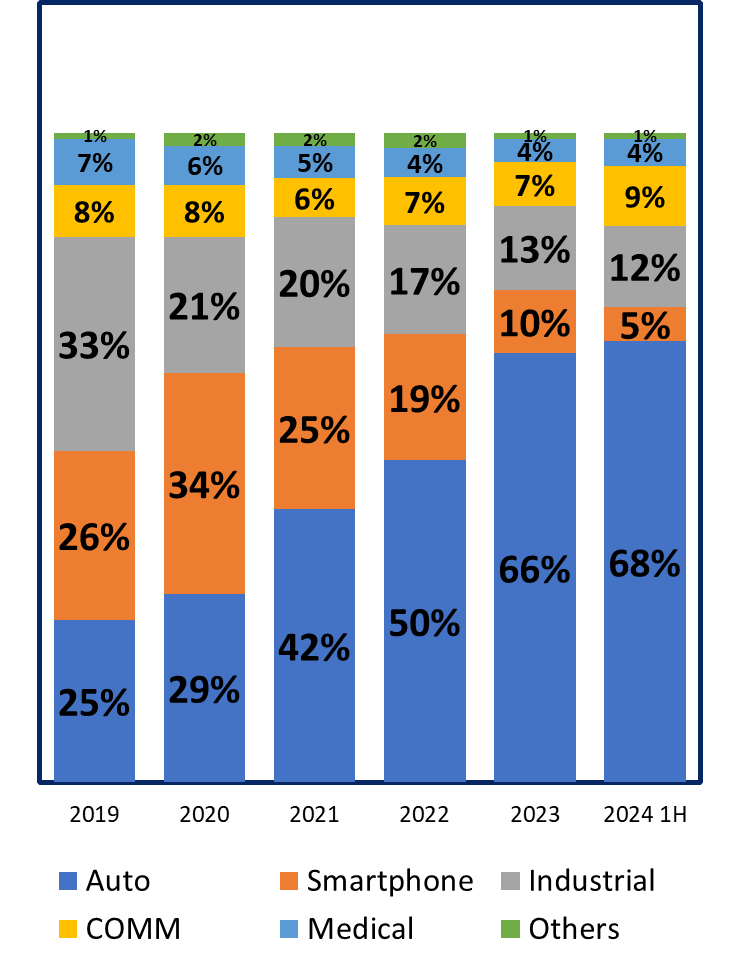 1% 2% 2% 2% 1% 1%
7% 6% 5% 4% 4% 4%
8% 8% 6% 7% 7% 9%
33% 21% 20% 17% 13% 12%
26% 34% 25% 19% 10% 5%
25% 29% 42% 50% 66% 68%
2019 2020 2021 2022 2023 2024 1H
Auto Smartphone Industrial
COMM Medical Others